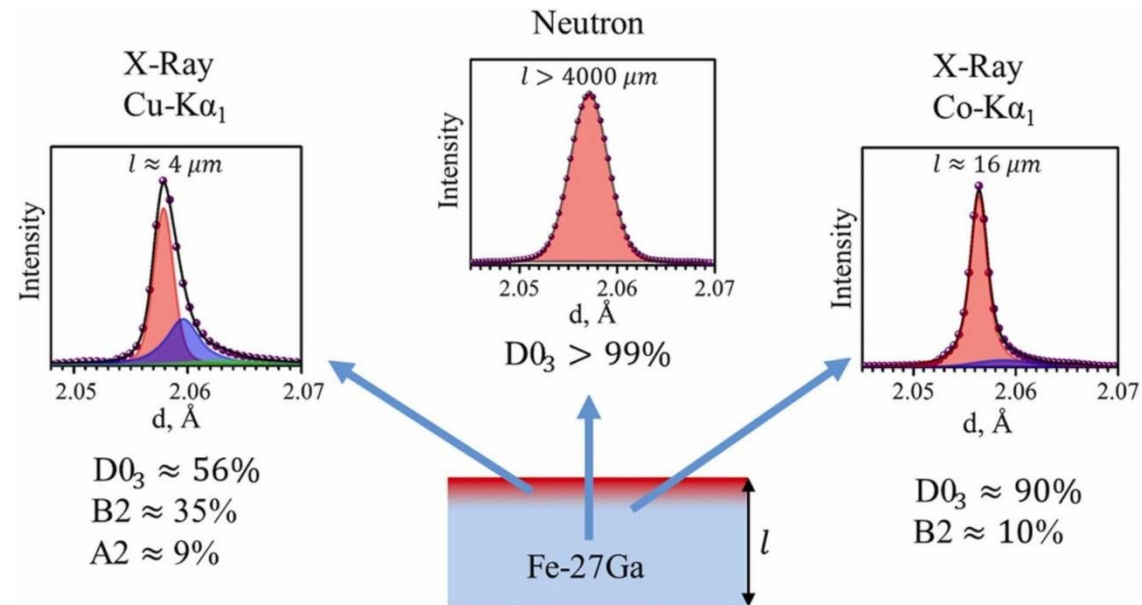 X-Ray
Cu-Kα₁
l ≈ 4 μm
Intensity
2.05 2.06 2.07
d, Å
D0₃ ≈ 56%
B2 ≈ 35%
A2 ≈ 9%
Neutron
l > 4000 μm
Intensity
2.05 2.06 2.07
d, Å
D0₃ > 99%
X-Ray
Co-Kα₁
l ≈ 16 μm
Intensity
2.05 2.06 2.07
d, Å
D0₃ ≈ 90%
B2 ≈ 10%
Fe-27Ga
l